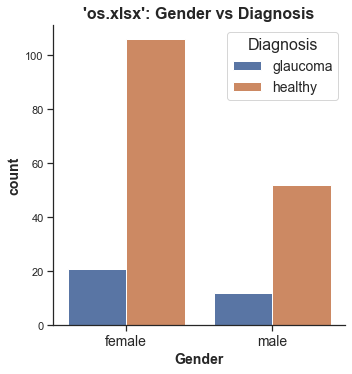 'os.xlsx': Gender vs Diagnosis
Diagnosis
glaucoma
healthy
100
80
60
40
20
0
count
female
male
Gender